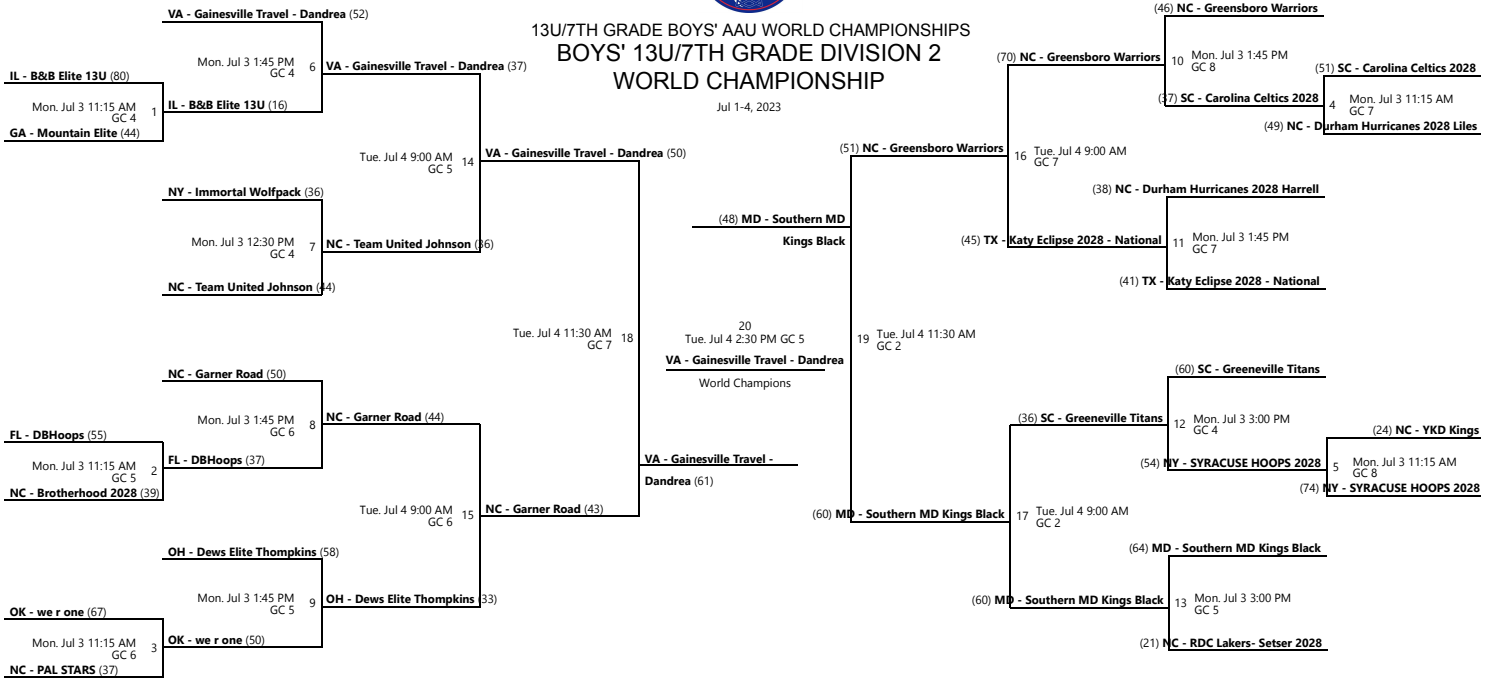 13U/7TH GRADE BOYS' AAU WORLD CHAMPIONSHIPS
BOYS' 13U/7TH GRADE DIVISION 2
WORLD CHAMPIONSHIP
Jul 1-4, 2023
VA - Gainesville Travel - Dandrea (52)
Mon. Jul 3 1:45 PM
GC 4
6
VA - Gainesville Travel - Dandrea (37)
IL - B&B Elite 13U (80)
Mon. Jul 3 11:15 AM
GC 4
1
IL - B&B Elite 13U (16)
GA - Mountain Elite (44)
Tue. Jul 4 9:00 AM
GC 5
14
VA - Gainesville Travel - Dandrea (50)
NY - Immortal Wolfpack (36)
Mon. Jul 3 12:30 PM
GC 4
7
NC - Team United Johnson (36)
NC - Team United Johnson (44)
Tue. Jul 4 11:30 AM
GC 7
18
NC - Garner Road (50)
Mon. Jul 3 1:45 PM
GC 6
8
NC - Garner Road (44)
FL - DBHoops (55)
Mon. Jul 3 11:15 AM
GC 5
2
FL - DBHoops (37)
NC - Brotherhood 2028 (39)
Tue. Jul 4 9:00 AM
GC 6
15
NC - Garner Road (43)
OH - Dews Elite Thompkins (58)
Mon. Jul 3 1:45 PM
GC 5
9
OH - Dews Elite Thompkins (33)
OK - we r one (67)
Mon. Jul 3 11:15 AM
GC 6
3
OK - we r one (50)
NC - PAL STARS (37)
VA - Gainesville Travel -
Dandrea (61)
(48) MD - Southern MD
Kings Black
20
Tue. Jul 4 2:30 PM GC 5
VA - Gainesville Travel - Dandrea
World Champions
(46) NC - Greensboro Warriors
(70) NC - Greensboro Warriors
10
Mon. Jul 3 1:45 PM
GC 8
(51) SC - Carolina Celtics 2028
(37) SC - Carolina Celtics 2028
4
Mon. Jul 3 11:15 AM
GC 7
(49) NC - Durham Hurricanes 2028 Liles
(51) NC - Greensboro Warriors
16
Tue. Jul 4 9:00 AM
GC 7
(38) NC - Durham Hurricanes 2028 Harrell
(45) TX - Katy Eclipse 2028 - National
11
Mon. Jul 3 1:45 PM
GC 7
(41) TX - Katy Eclipse 2028 - National
19
Tue. Jul 4 11:30 AM
GC 2
(60) SC - Greeneville Titans
(36) SC - Greeneville Titans
12
Mon. Jul 3 3:00 PM
GC 4
(24) NC - YKD Kings
(54) NY - SYRACUSE HOOPS 2028
5
Mon. Jul 3 11:15 AM
GC 8
(74) NY - SYRACUSE HOOPS 2028
(60) MD - Southern MD Kings Black
17
Tue. Jul 4 9:00 AM
GC 2
(64) MD - Southern MD Kings Black
(60) MD - Southern MD Kings Black
13
Mon. Jul 3 3:00 PM
GC 5
(21) NC - RDC Lakers- Setser 2028